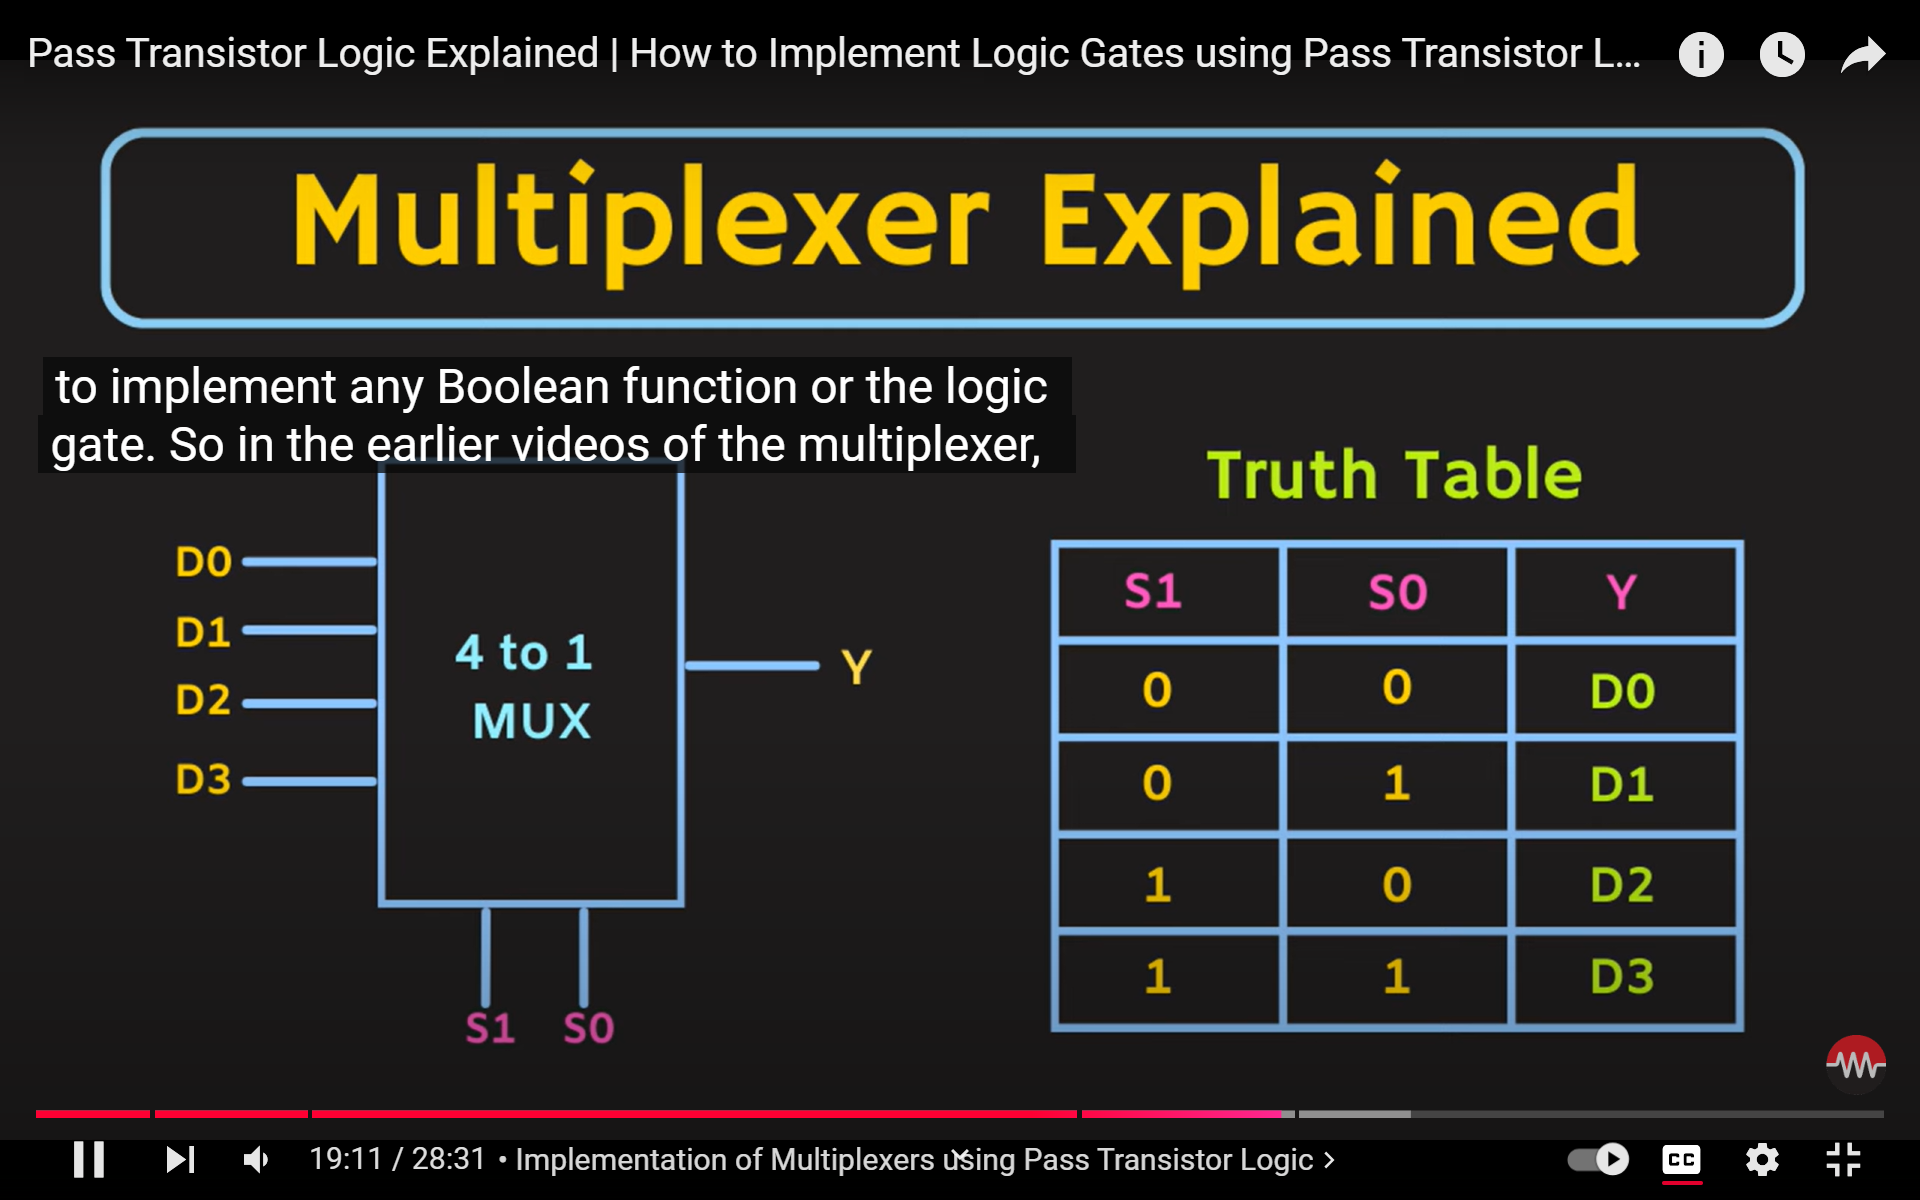 Pass Transistor Logic Explained | How to Implement Logic Gates using Pass Transistor L...
Multiplexer Explained
to implement any Boolean function or the logic
gate. So in the earlier videos of the multiplexer,
D0
D1
D2
D3
4 to 1
MUX
Y
S1 S0
Truth Table
S1 S0 Y
0 0 D0
0 1 D1
1 0 D2
1 1 D3
19:11 / 28:31 • Implementation of Multiplexers using Pass Transistor Logic
CC